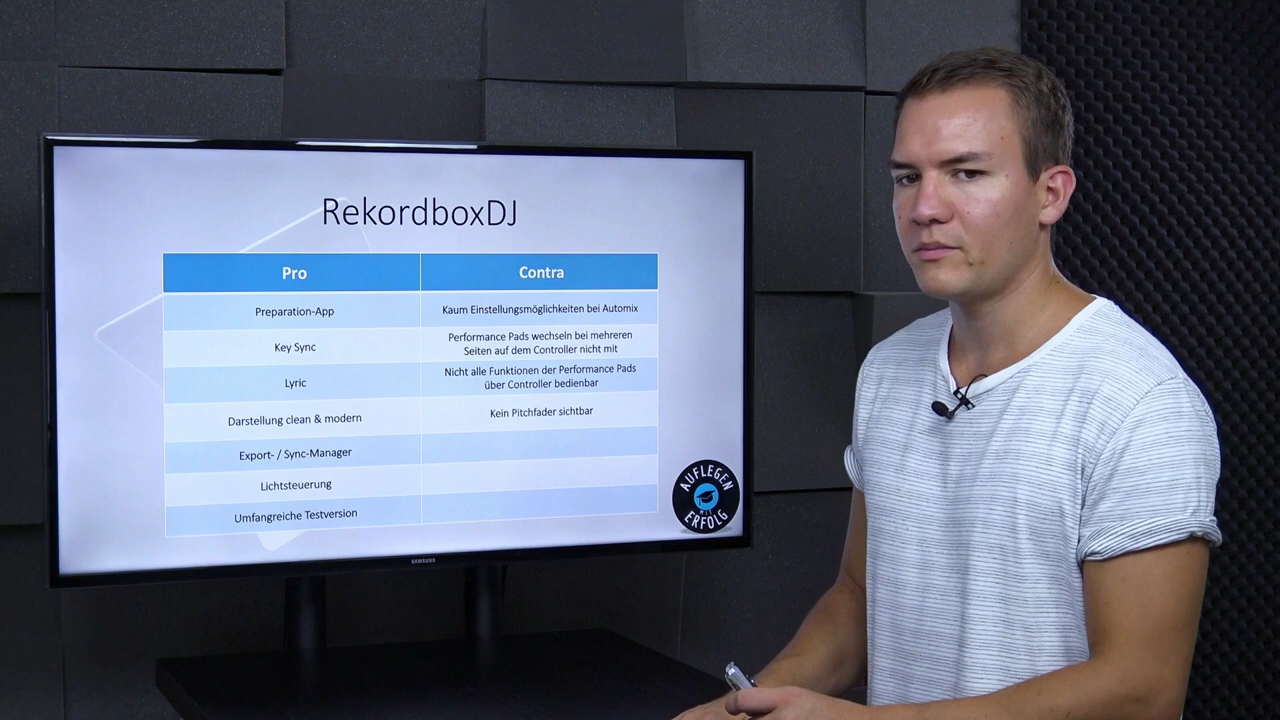 RekordboxDJ
Pro
Contra
Preparation-App
Kaum Einstellungsmöglichkeiten bei Automix
Key Sync
Performance Pads wechseln bei mehreren
Seiten auf dem Controller nicht mit
Lyric
Nicht alle Funktionen der Performance Pads
über Controller bedienbar
Darstellung clean & modern
Kein Pitchfader sichtbar
Export- / Sync-Manager
Lichtsteuerung
Umfangreiche Testversion
AUFLEGEN
MIT
ERFOLG
SAMSUNG